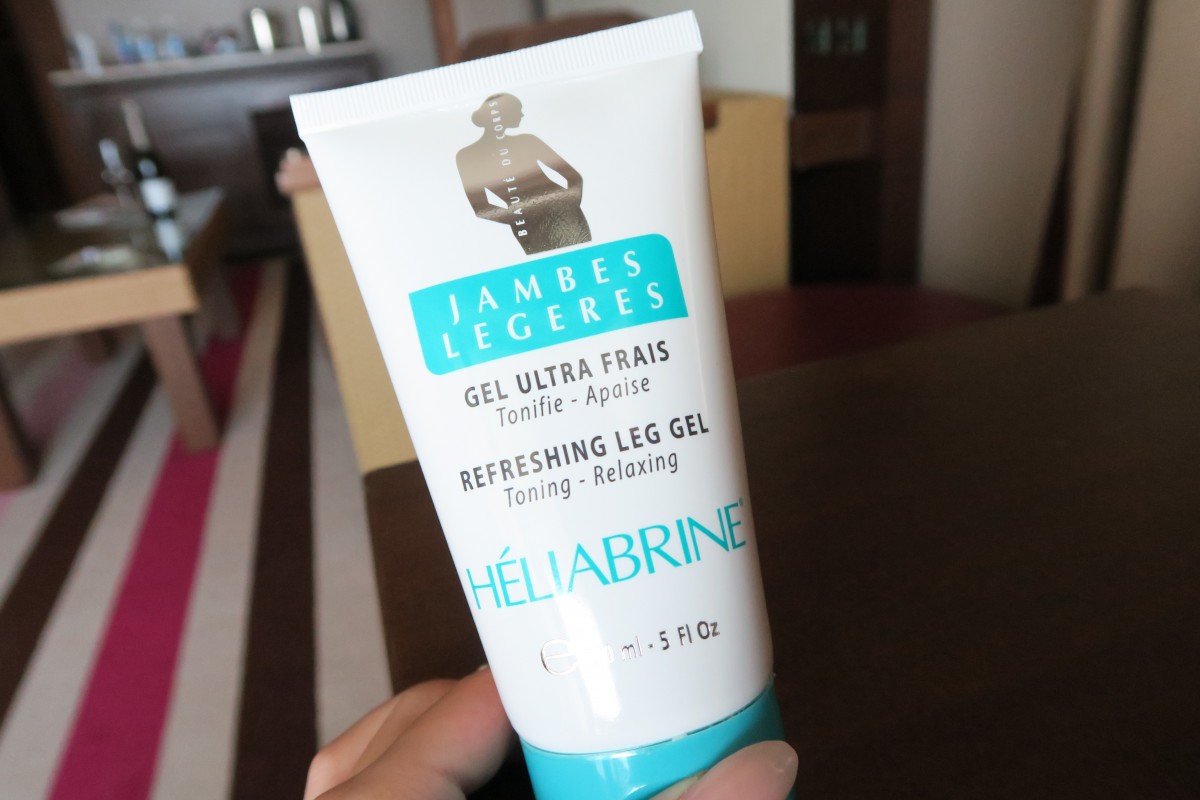 BEAUTÉ DU CORPS
JAMBES
LEGERES
GEL ULTRA FRAIS
Tonifie - Apaise
REFRESHING LEG GEL
Toning - Relaxing
HÉLIABRINE
ml - 5 Fl Oz